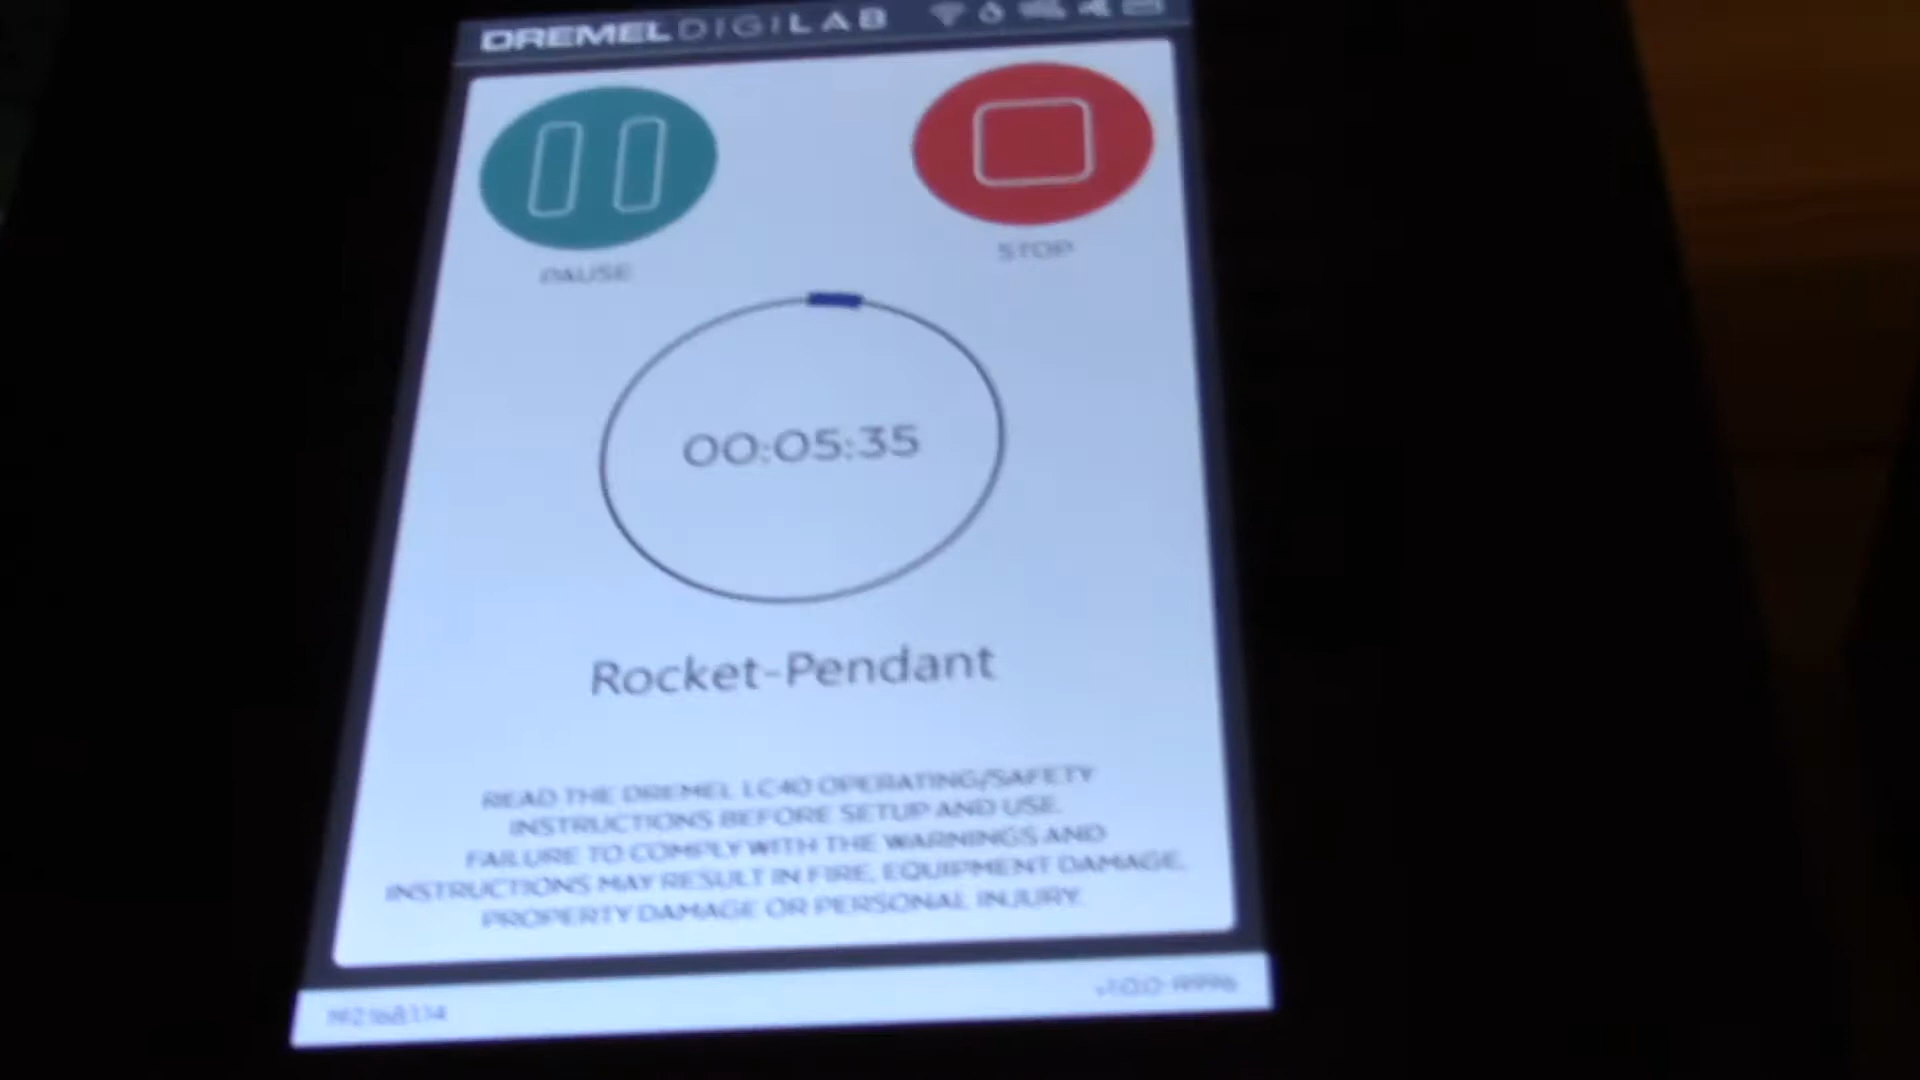 DREMEL DIGILAB
PAUSE
STOP
00:05:35
Rocket-Pendant
READ THE DREMEL LC40 OPERATING/SAFETY
INSTRUCTIONS BEFORE SETUP AND USE.
FAILURE TO COMPLY WITH THE WARNINGS AND
INSTRUCTIONS MAY RESULT IN FIRE, EQUIPMENT DAMAGE,
PROPERTY DAMAGE OR PERSONAL INJURY.